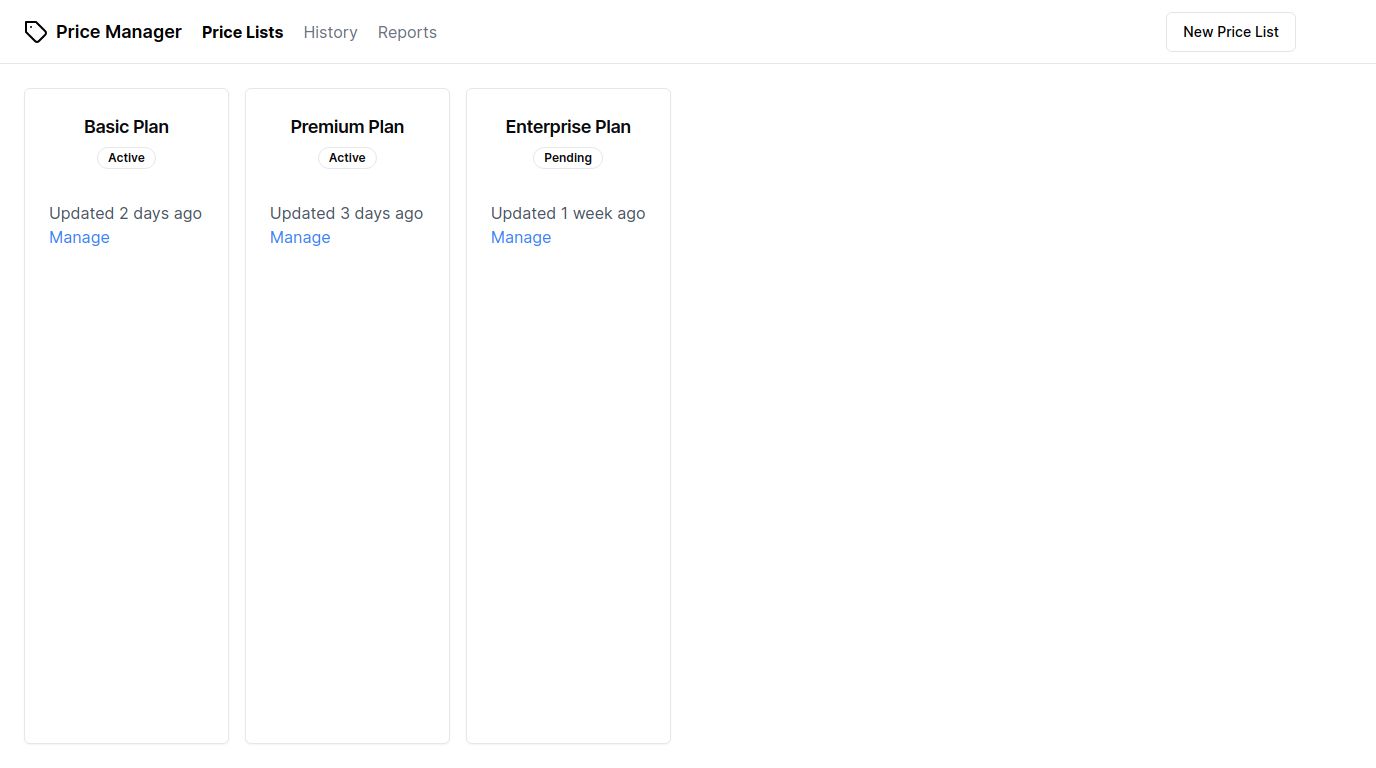 Price Manager Price Lists History Reports New Price List
Basic Plan
Active
Updated 2 days ago
Manage
Premium Plan
Active
Updated 3 days ago
Manage
Enterprise Plan
Pending
Updated 1 week ago
Manage